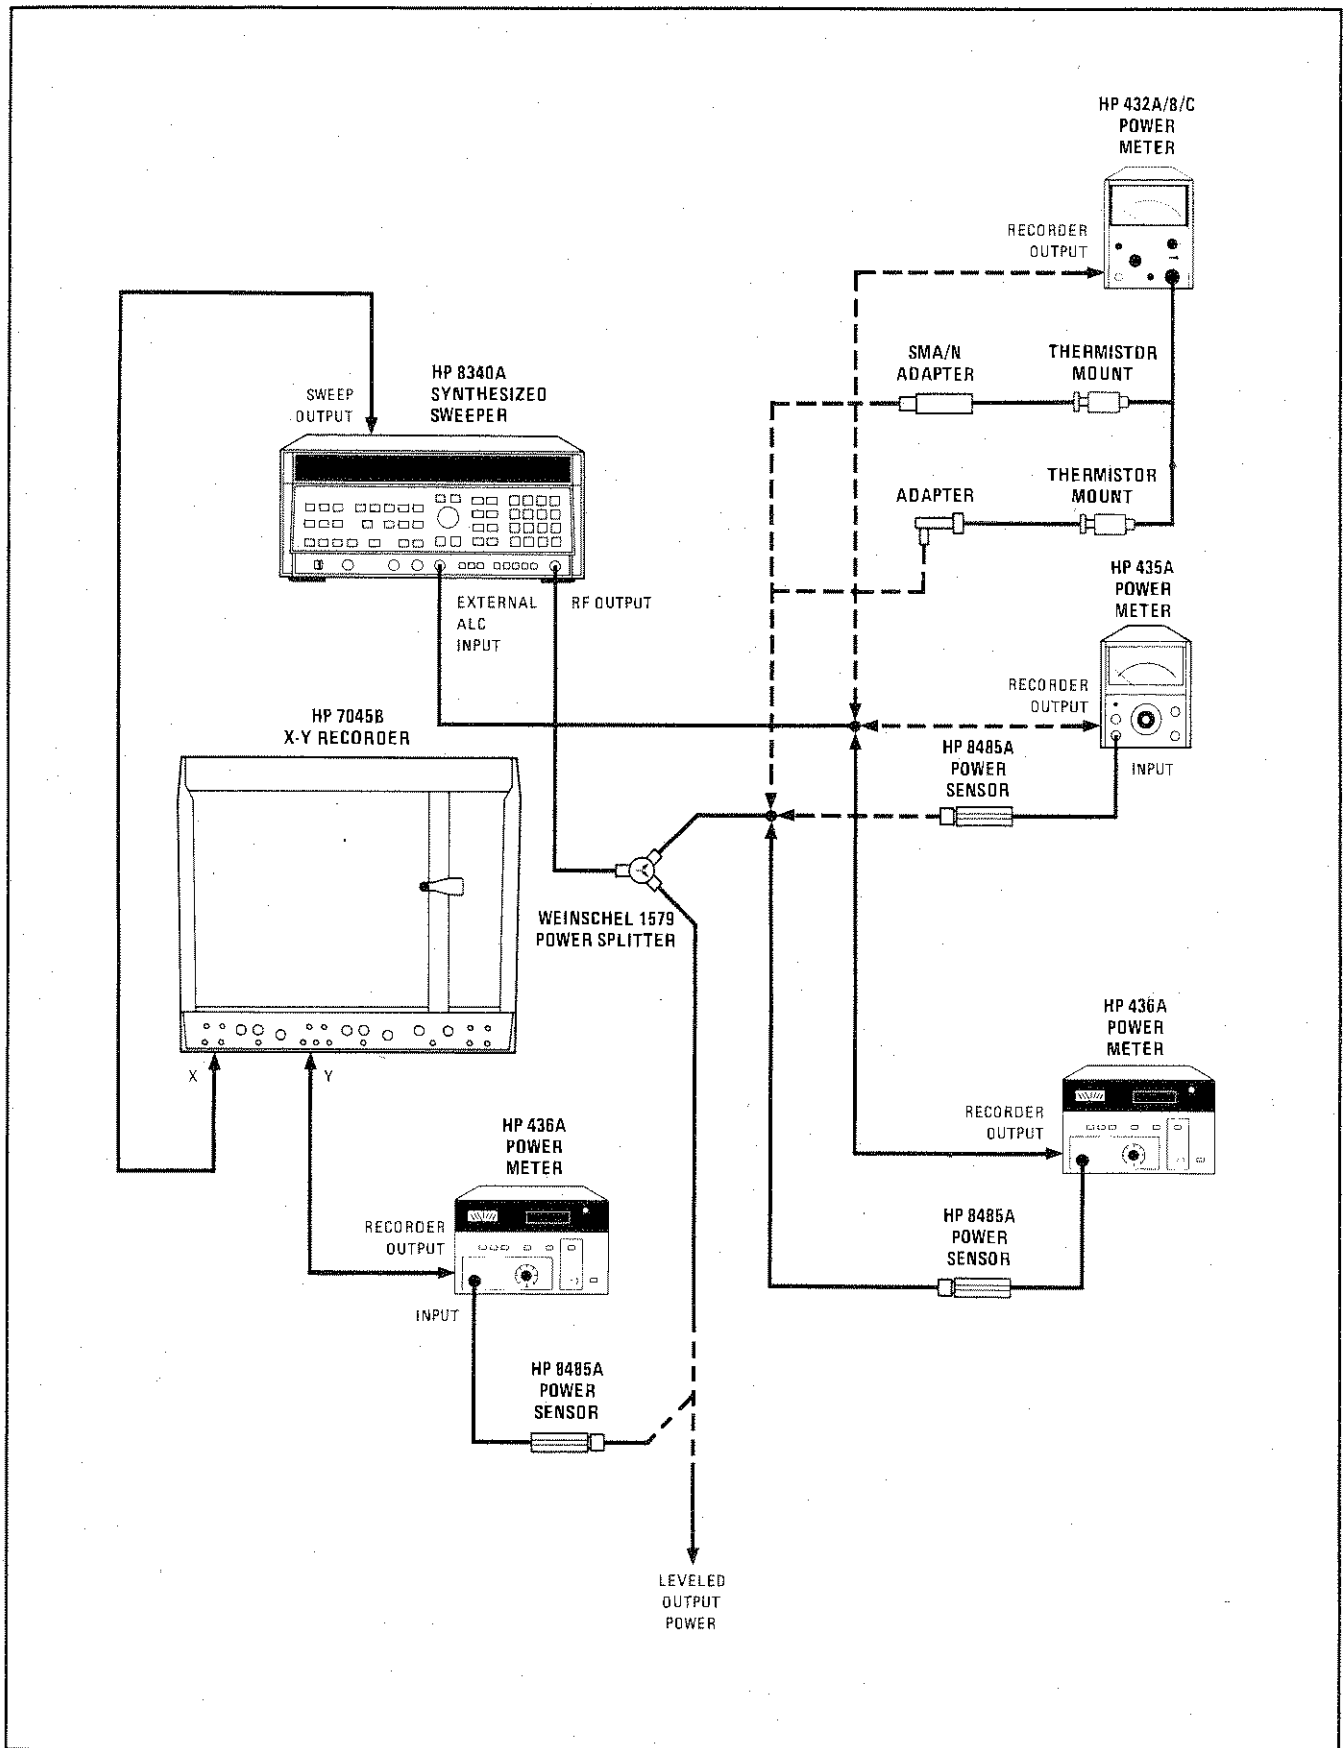 HP 432A/B/C
POWER
METER
RECORDER
OUTPUT
SMA/N
ADAPTER
THERMISTOR
MOUNT
HP 8340A
SYNTHESIZED
SWEEPER
SWEEP
OUTPUT
ADAPTER
THERMISTOR
MOUNT
HP 435A
POWER
METER
EXTERNAL
ALC
INPUT
RF OUTPUT
RECORDER
OUTPUT
HP 7045B
X-Y RECORDER
HP 8485A
POWER
SENSOR
INPUT
WEINSCHEL 1579
POWER SPLITTER
HP 436A
POWER
METER
X
Y
RECORDER
OUTPUT
HP 436A
POWER
METER
RECORDER
OUTPUT
HP 8485A
POWER
SENSOR
INPUT
HP 8485A
POWER
SENSOR
LEVELED
OUTPUT
POWER